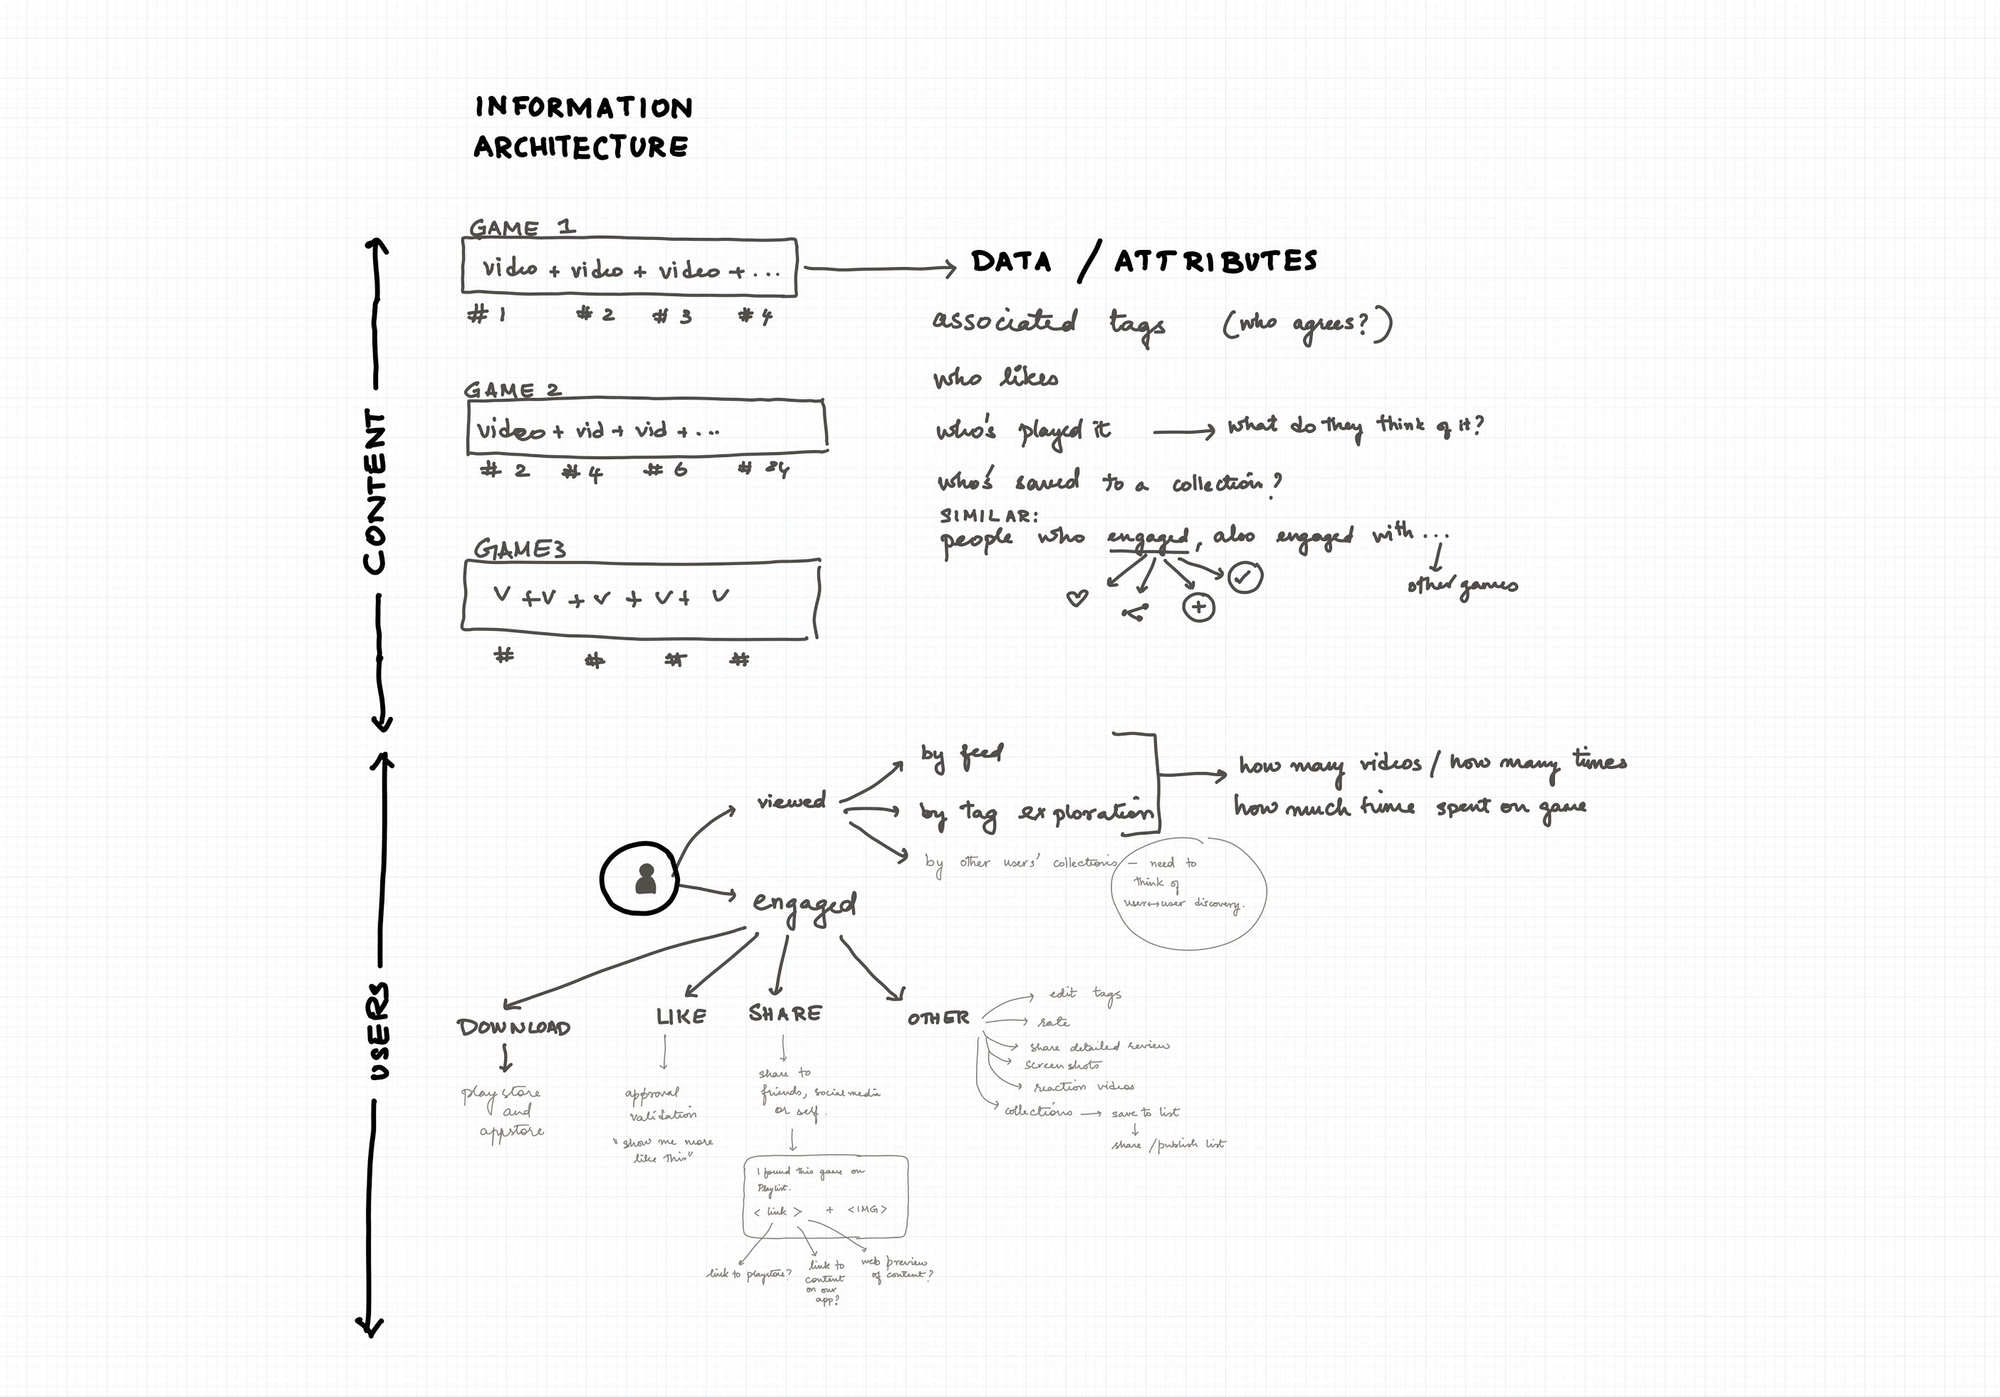 INFORMATION
ARCHITECTURE
GAME 1
video + video + video + ...
# 1 # 2 # 3 # 4
GAME 2
video + vid + vid + ...
# 2 # 4 # 6 # 34
GAME3
V + V + V + V + V
# # # #
CONTENT
DATA / ATTRIBUTES
associated tags (who agrees?)
who likes
who's played it → what do they think of it?
who's saved to a collection?
SIMILAR:
people who engaged, also engaged with ...
other games
USERS
viewed
by feed
by tag exploration
by other users' collections – need to
think of
user↔user discovery.
how many videos / how many times
how much time spent on game
engaged
DOWNLOAD
playstore
and
appstore
LIKE
approval
validation
"show me more
like this"
SHARE
share to
friends, social media
or self.
I found this game on
Playlist.
< link > + <IMG>
link to playstore?
link to
content
on our
app?
web preview
of content?
OTHER
edit tags
rate
share detailed review
screenshots
reaction videos
collections → save to list
share / publish list